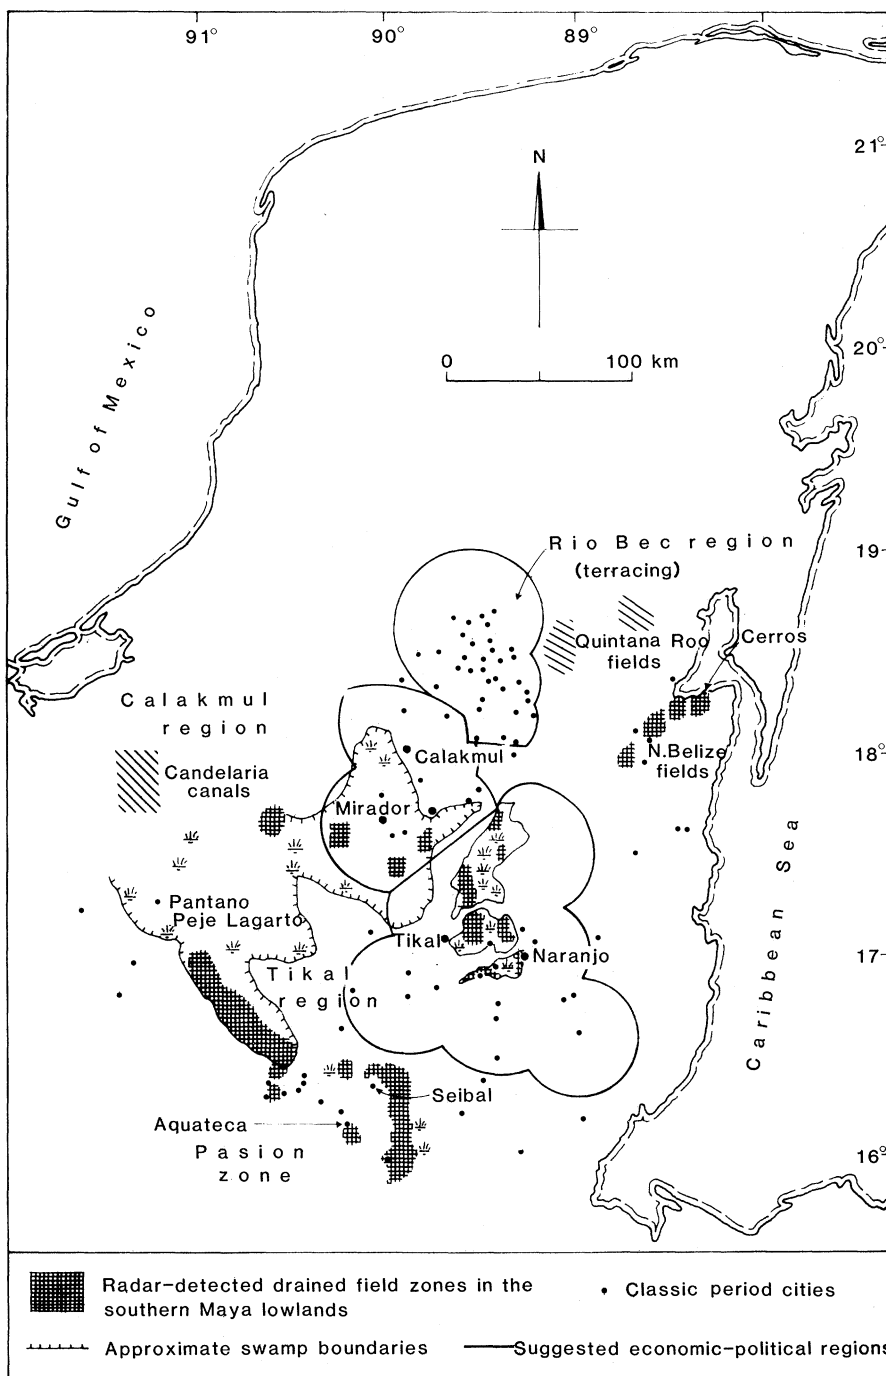 91°
90°
89°
21°
N
20°
0
100 km
Gulf of Mexico
19°
Rio Bec region
(terracing)
Quintana Roo
fields
Cerros
Calakmul
region
Calakmul
18°
N.Belize
fields
Candelaria
canals
Mirador
Pantano
Peje Lagarto
Tikal
Naranjo
17°
Tikal
region
Caribbean Sea
Seibal
Aquateca
Pasion
zone
16°
Radar-detected drained field zones in the
southern Maya lowlands
Classic period cities
Approximate swamp boundaries
Suggested economic-political regions